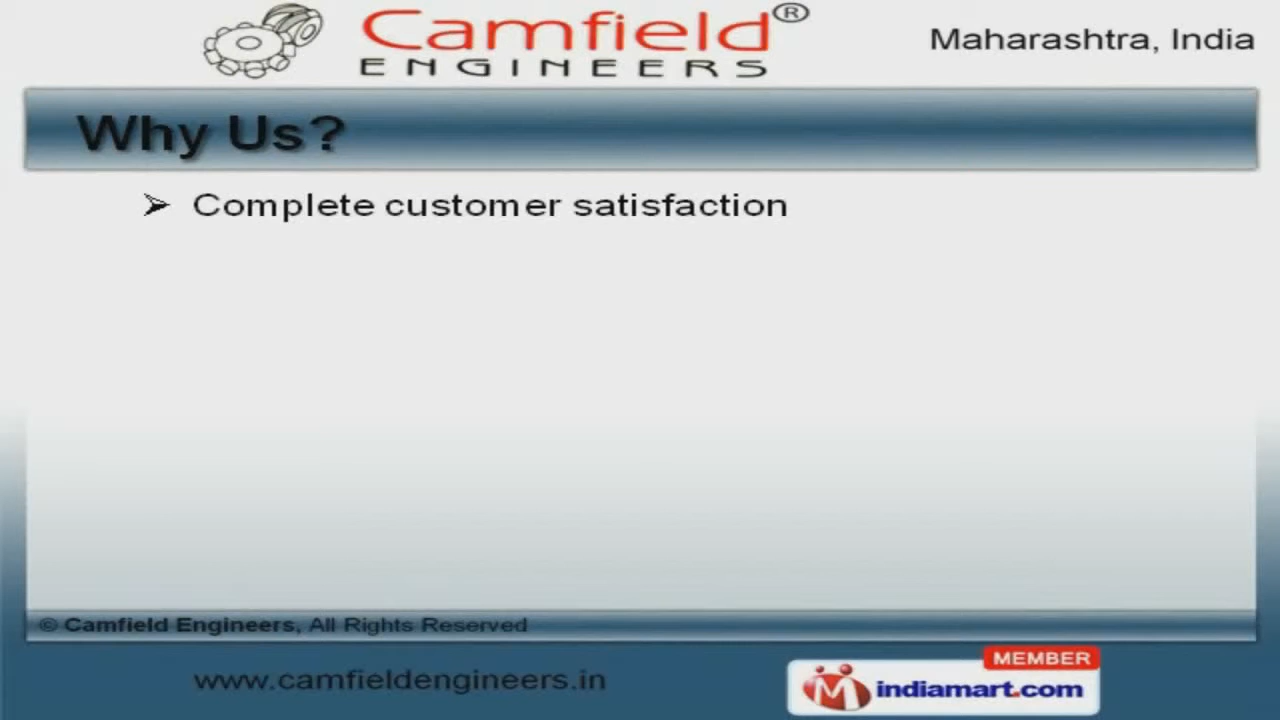 Camfield®
ENGINEERS
Maharashtra, India
Why Us?
➢ Complete customer satisfaction
© Camfield Engineers, All Rights Reserved
www.camfieldengineers.in
MEMBER
indiamart.com